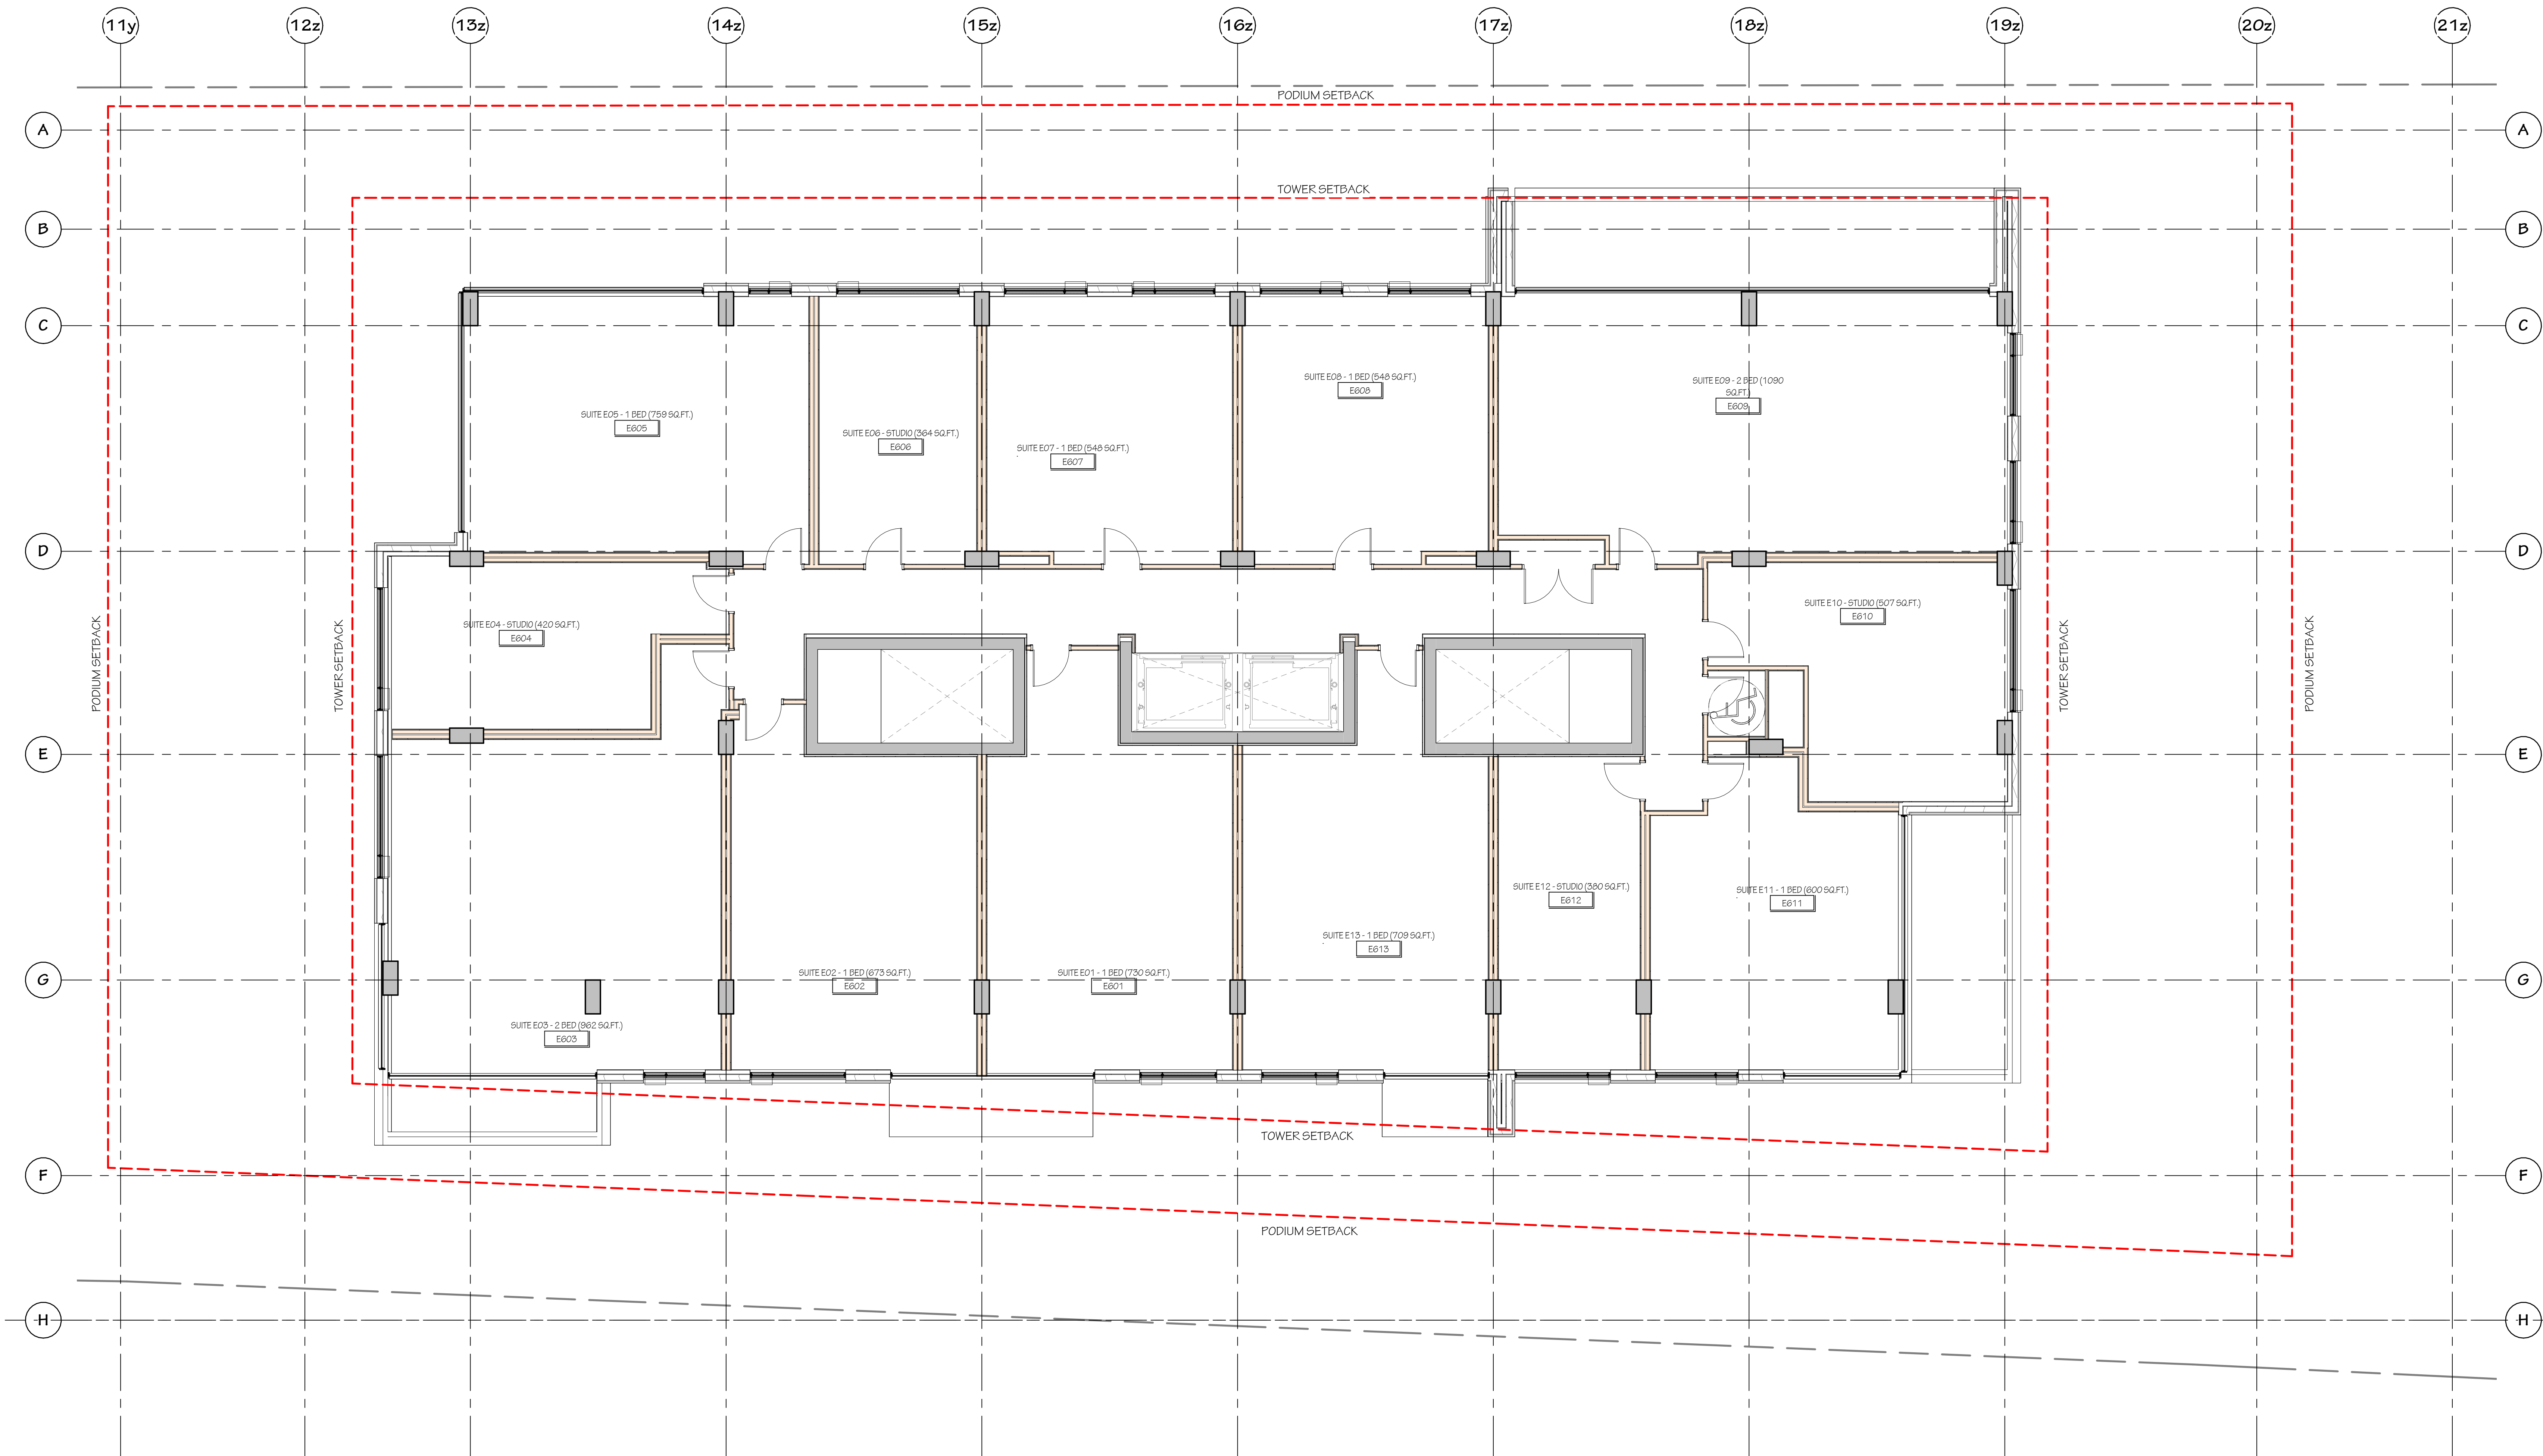 11y 12z 13z 14z 15z 16z 17z 18z 19z 20z 21z
PODIUM SETBACK
A A
TOWER SETBACK
B B
C C
SUITE E08 - 1 BED (548 SQ.FT.)
E608
SUITE E09 - 2 BED (1090
SQ.FT.)
E609
SUITE E05 - 1 BED (759 SQ.FT.)
E605
SUITE E06 - STUDIO (364 SQ.FT.)
E606
SUITE E07 - 1 BED (548 SQ.FT.)
E607
D D
SUITE E10 - STUDIO (507 SQ.FT.)
E610
SUITE E04 - STUDIO (420 SQ.FT.)
E604
PODIUM SETBACK
TOWER SETBACK
TOWER SETBACK
PODIUM SETBACK
E E
SUITE E12 - STUDIO (380 SQ.FT.)
E612
SUITE E11 - 1 BED (600 SQ.FT.)
E611
SUITE E13 - 1 BED (709 SQ.FT.)
E613
SUITE E02 - 1 BED (673 SQ.FT.)
E602
SUITE E01 - 1 BED (730 SQ.FT.)
E601
G G
SUITE E03 - 2 BED (962 SQ.FT.)
E603
TOWER SETBACK
F F
PODIUM SETBACK
H H